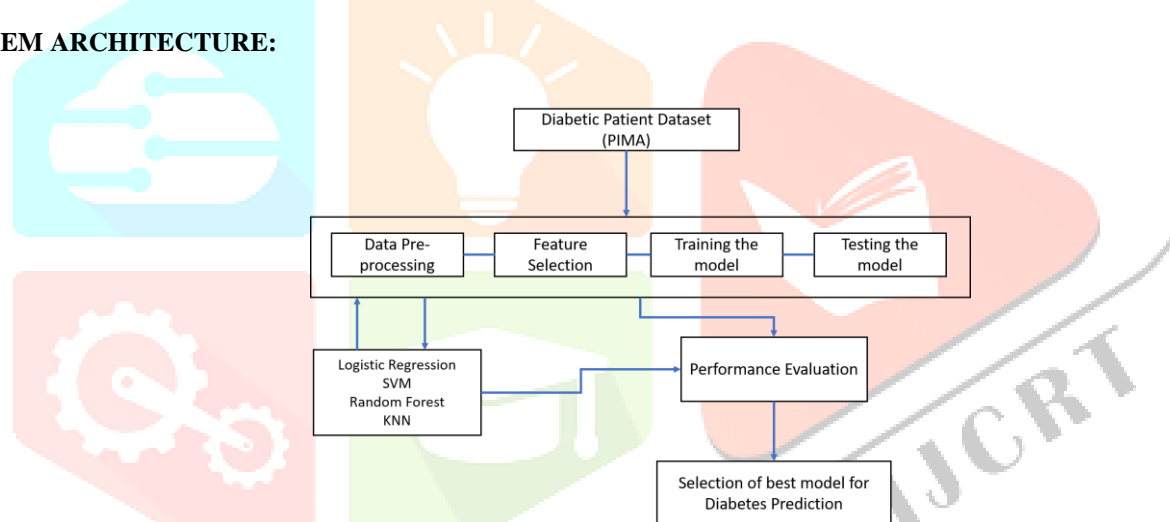 EM ARCHITECTURE:
Diabetic Patient Dataset
(PIMA)
Data Pre-
processing
Feature
Selection
Training the
model
Testing the
model
Logistic Regression
SVM
Random Forest
KNN
Performance Evaluation
Selection of best model for
Diabetes Prediction
IJCRT